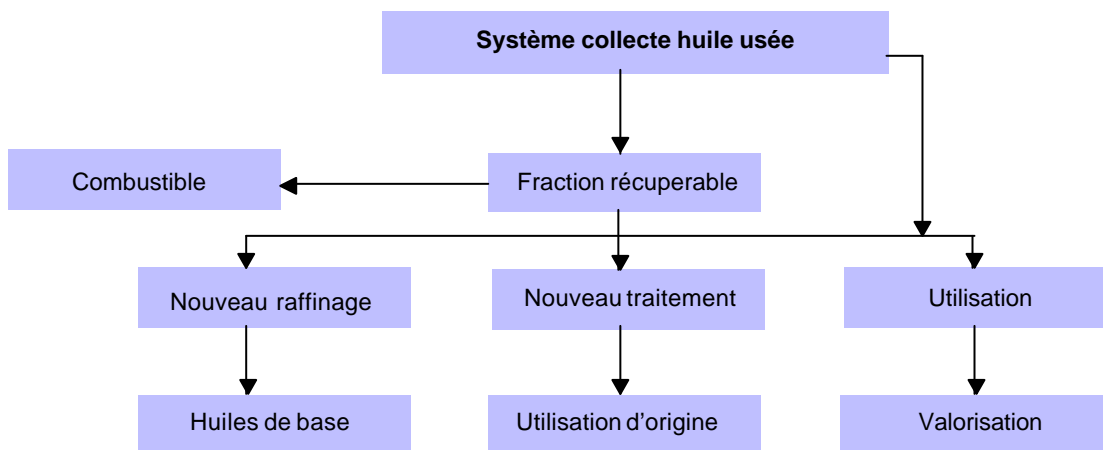 Système collecte huile usée
Combustible
Fraction récuperable
Nouveau raffinage
Nouveau traitement
Utilisation
Huiles de base
Utilisation d'origine
Valorisation